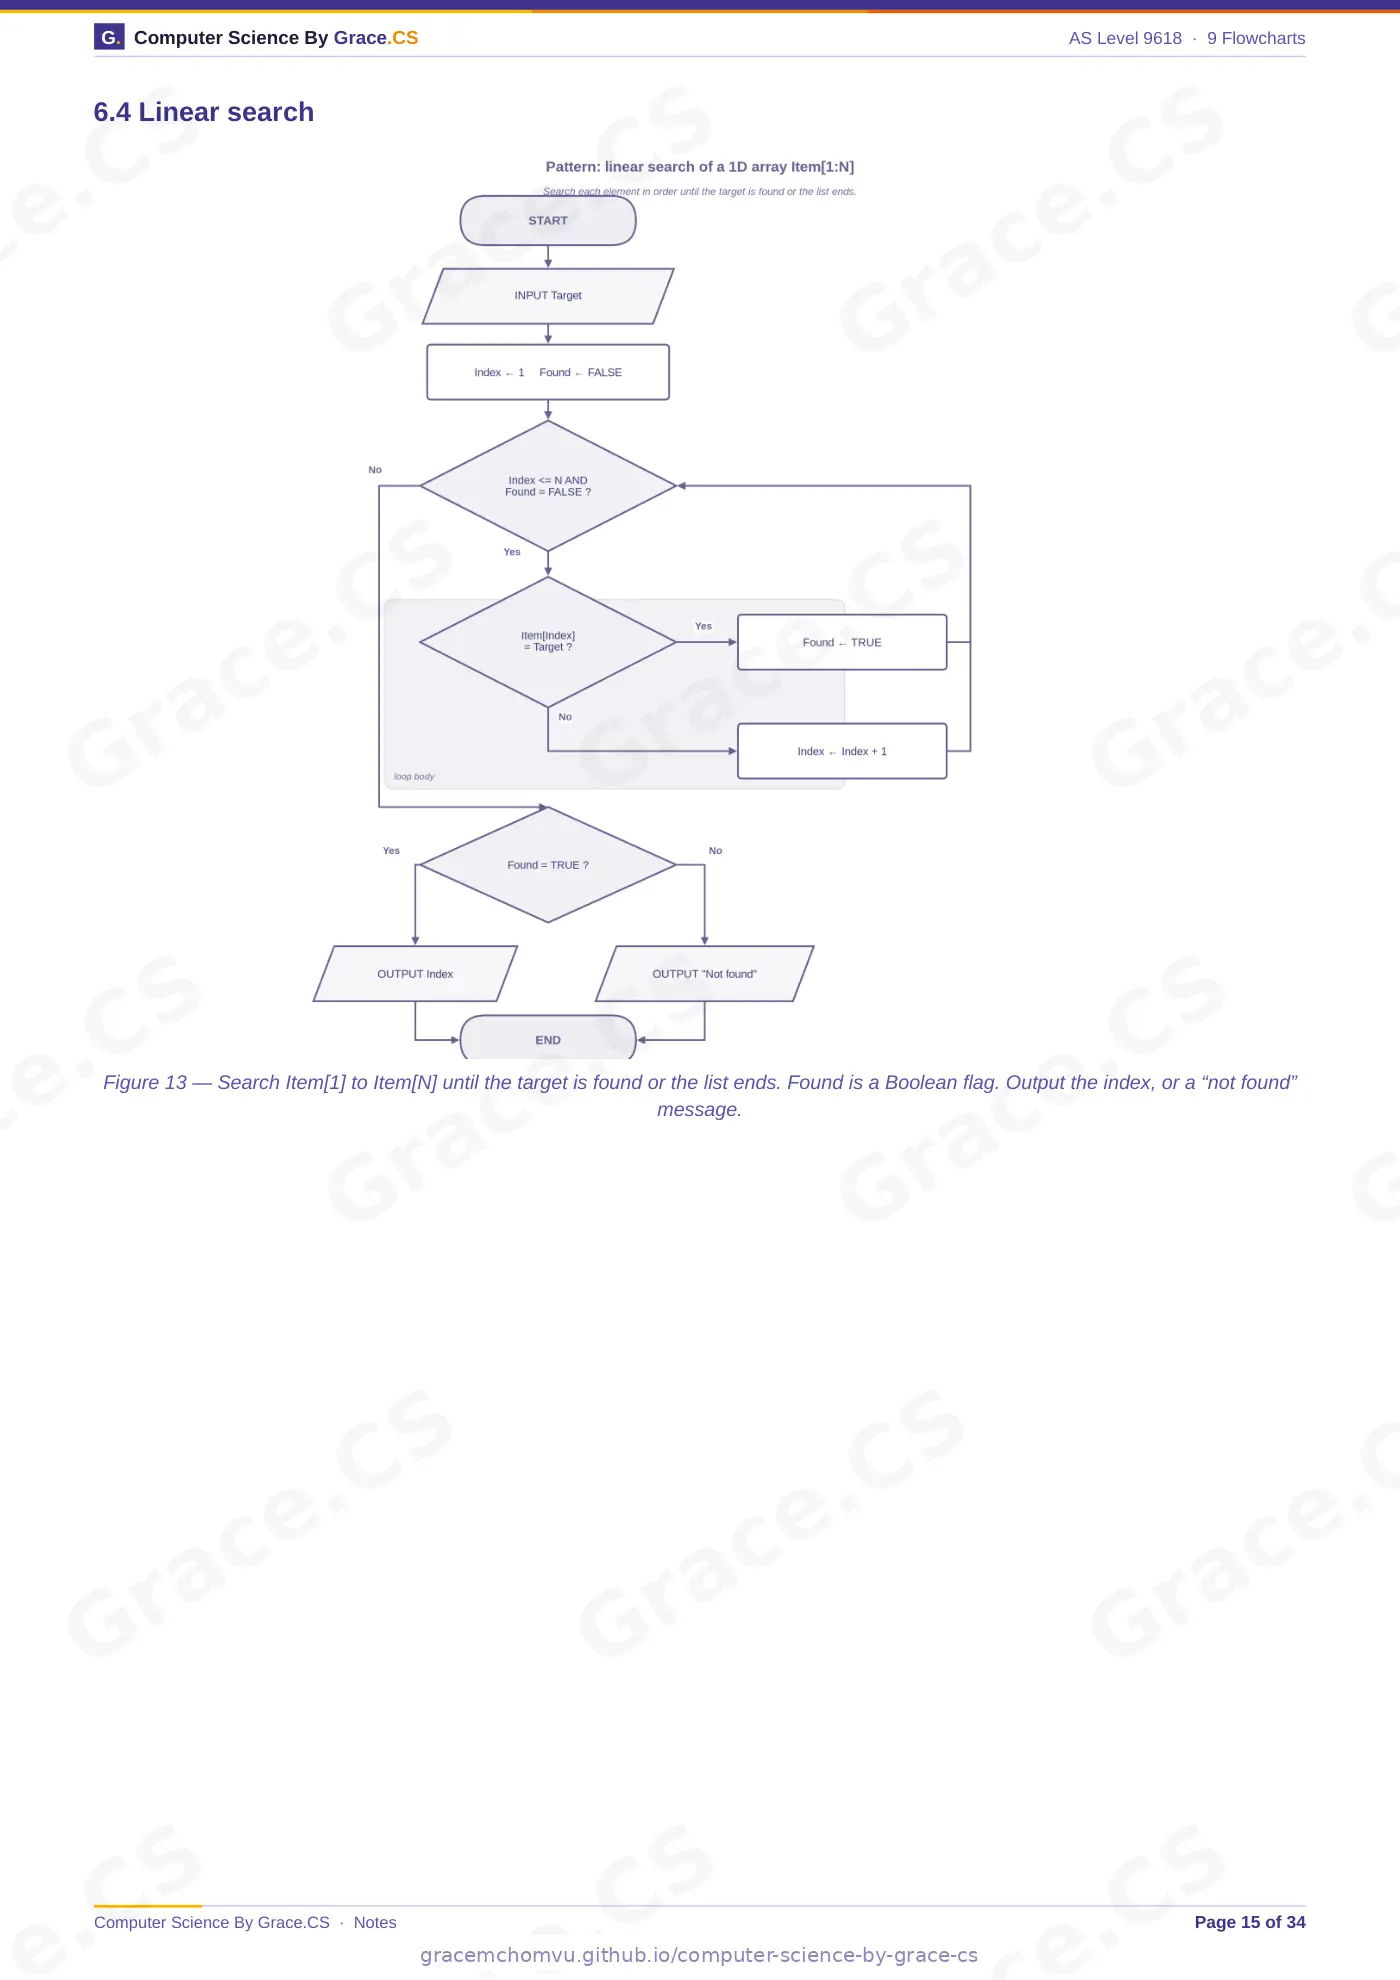 G. Computer Science By Grace.CS
AS Level 9618 · 9 Flowcharts
6.4 Linear search
Pattern: linear search of a 1D array Item[1:N]
Search each element in order until the target is found or the list ends.
START
INPUT Target
Index ← 1 Found ← FALSE
No
Index <= N AND
Found = FALSE ?
Yes
Item[Index]
= Target ?
Yes
Found ← TRUE
No
Index ← Index + 1
loop body
Yes
Found = TRUE ?
No
OUTPUT Index
OUTPUT "Not found"
END
Figure 13 — Search Item[1] to Item[N] until the target is found or the list ends. Found is a Boolean flag. Output the index, or a “not found”
message.
Computer Science By Grace.CS · Notes
Page 15 of 34
gracemchomvu.github.io/computer-science-by-grace-cs
Grace.CS